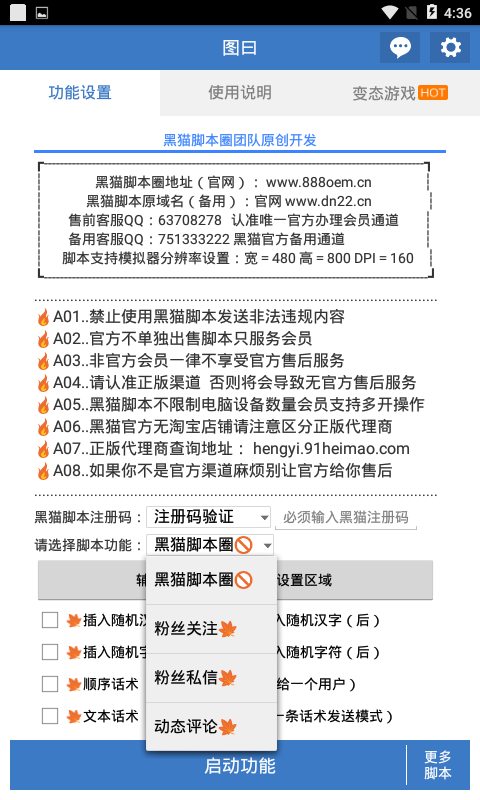 4:36
图曰
功能设置
使用说明
变态游戏 HOT
黑猫脚本圈团队原创开发
黑猫脚本圈地址（官网）： www.888oem.cn
黑猫脚本原域名（备用）：官网 www.dn22.cn
售前客服QQ：63708278 认准唯一官方办理会员通道
备用客服QQ：751333222 黑猫官方备用通道
脚本支持模拟器分辨率设置：宽 = 480 高 = 800 DPI = 160
A01..禁止使用黑猫脚本发送非法违规内容
A02..官方不单独出售脚本只服务会员
A03..非官方会员一律不享受官方售后服务
A04..请认准正版渠道 否则将会导致无官方售后服务
A05..黑猫脚本不限制电脑设备数量会员支持多开操作
A06..黑猫官方无淘宝店铺请注意区分正版代理商
A07..正版代理商查询地址： hengyi.91heimao.com
A08..如果你不是官方渠道麻烦别让官方给你售后
黑猫脚本注册码：
注册码验证
必须输入黑猫注册码
请选择脚本功能：
黑猫脚本圈
设置区域
黑猫脚本圈
粉丝关注
粉丝私信
动态评论
插入随机
入随机汉字（后）
插入随机
入随机字符（后）
顺序话术
给一个用户）
文本话术
一条话术发送模式）
启动功能
更多
脚本